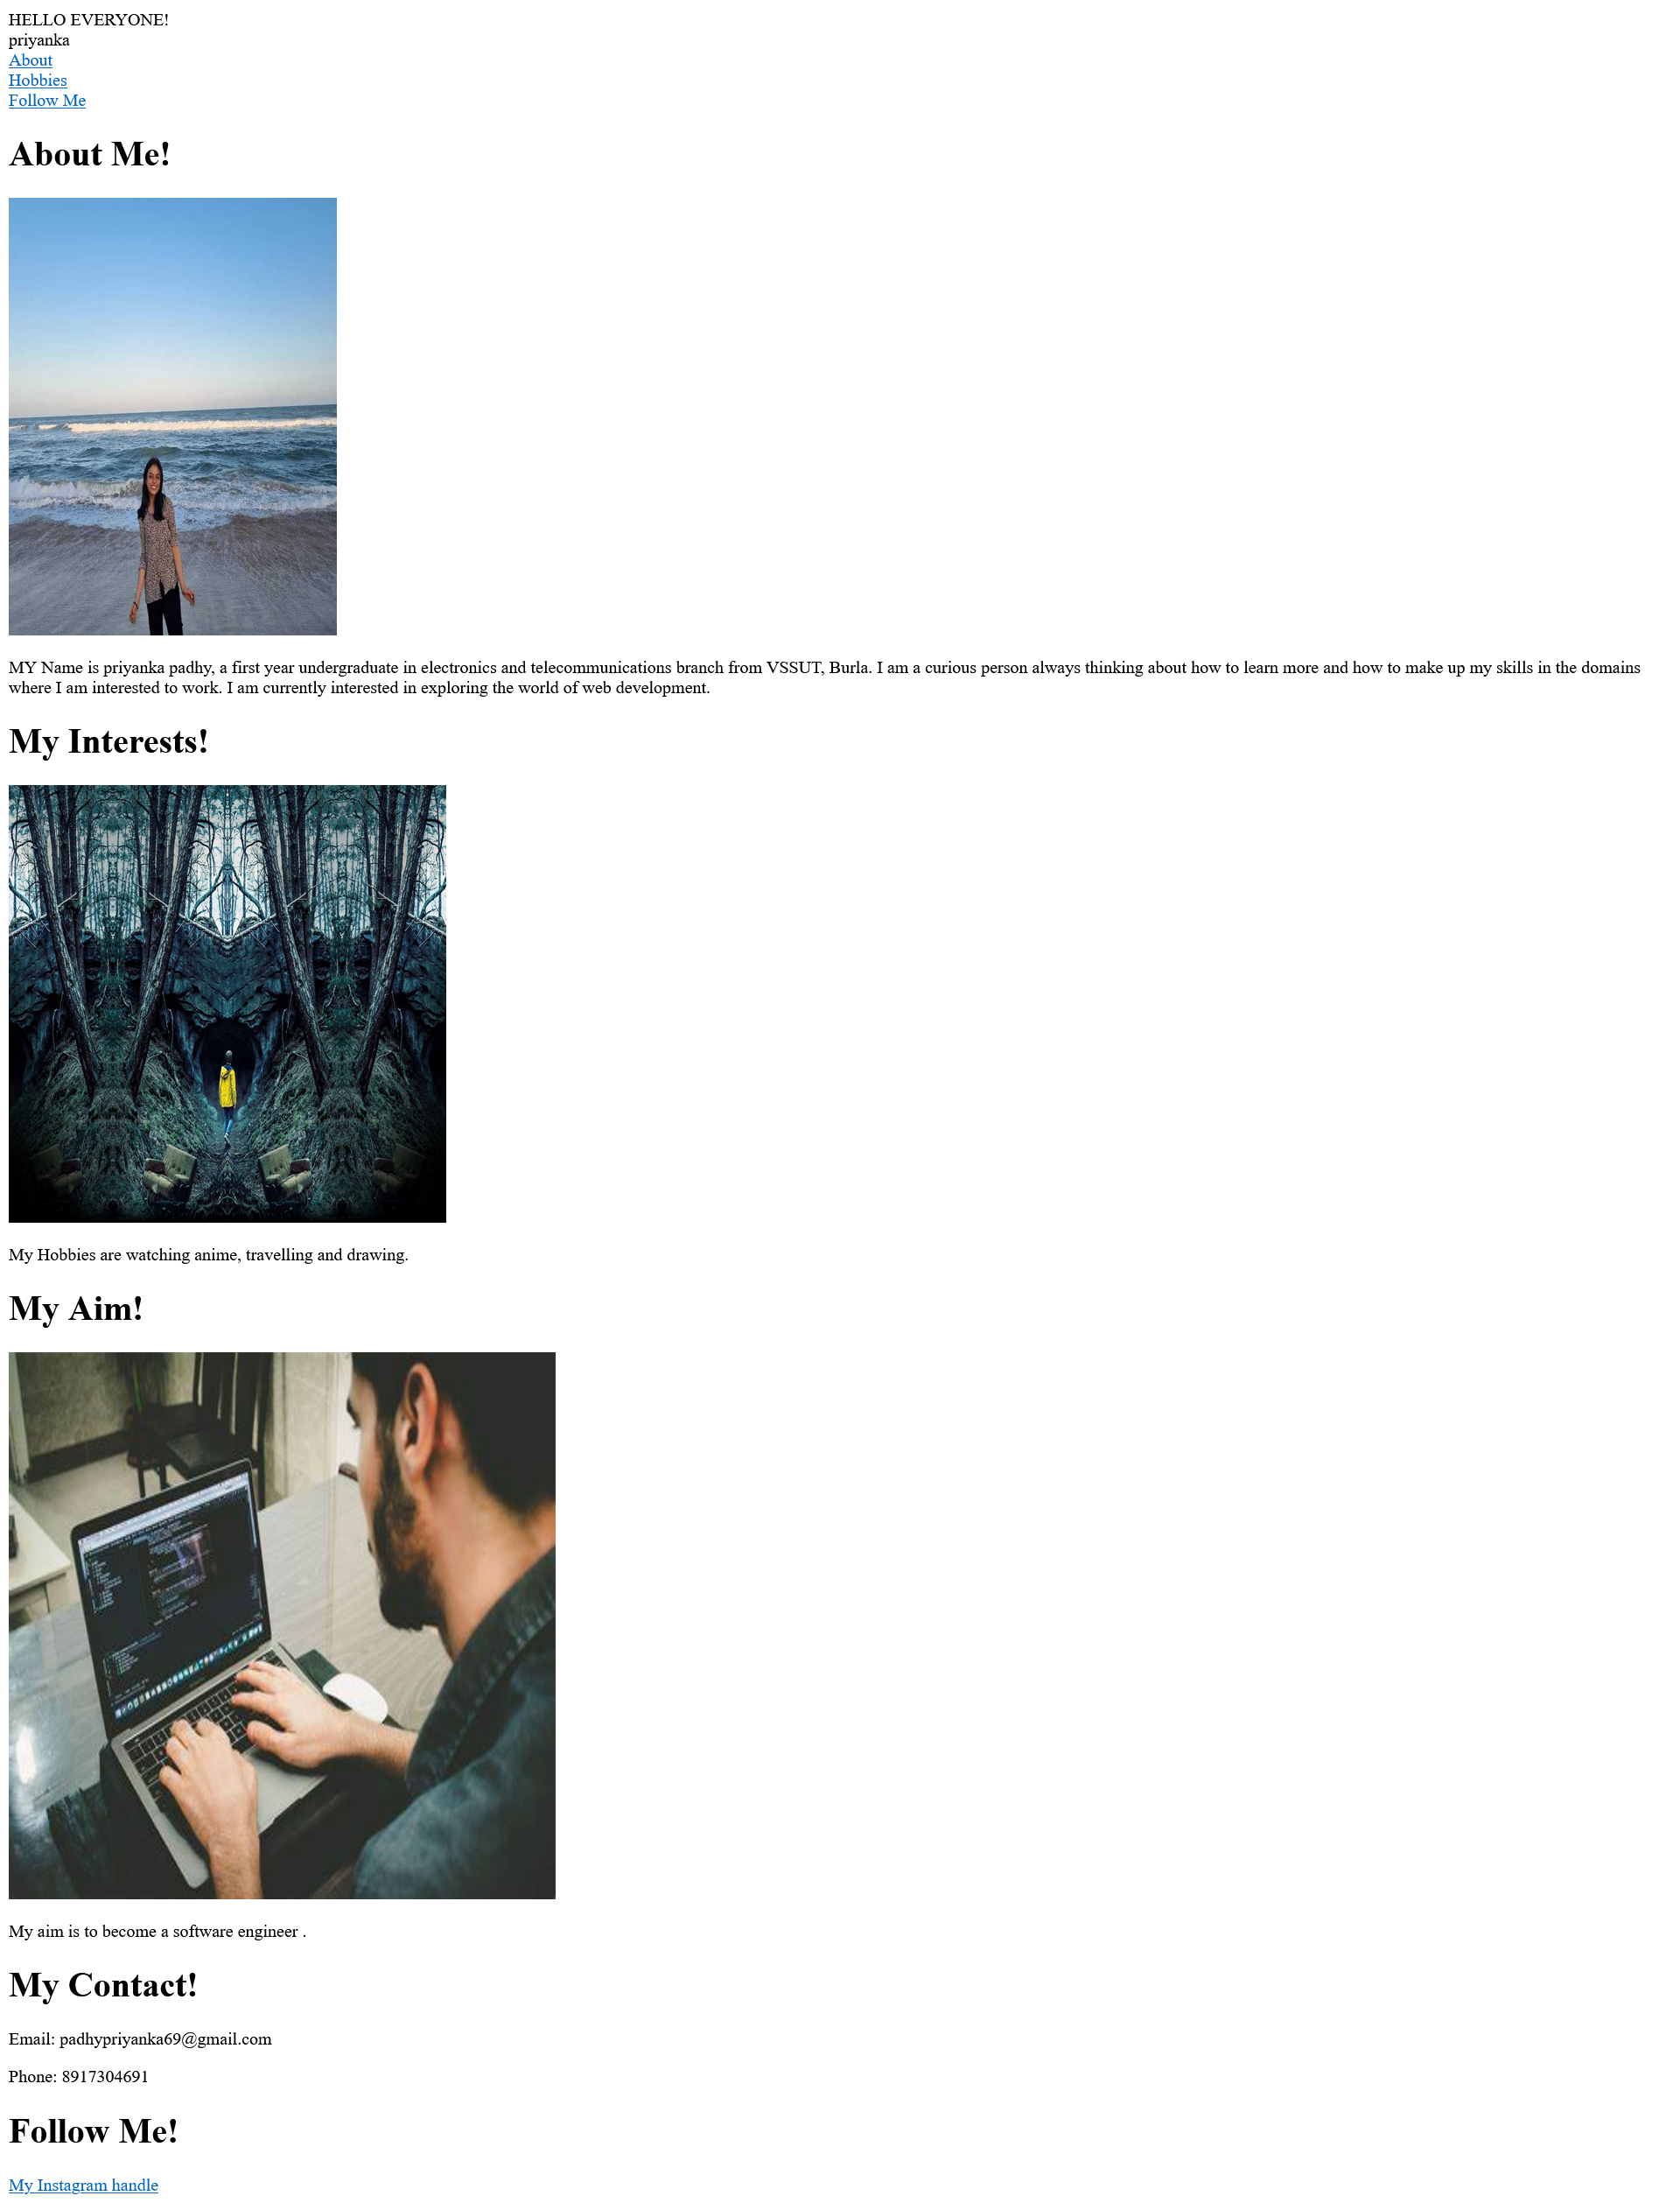 HELLO EVERYONE!
priyanka
About
Hobbies
Follow Me
About Me!
MY Name is priyanka padhy, a first year undergraduate in electronics and telecommunications branch from VSSUT, Burla. I am a curious person always thinking about how to learn more and how to make up my skills in the domains
where I am interested to work. I am currently interested in exploring the world of web development.
My Interests!
My Hobbies are watching anime, travelling and drawing.
My Aim!
My aim is to become a software engineer .
My Contact!
Email: padhypriyanka69@gmail.com
Phone: 8917304691
Follow Me!
My Instagram handle